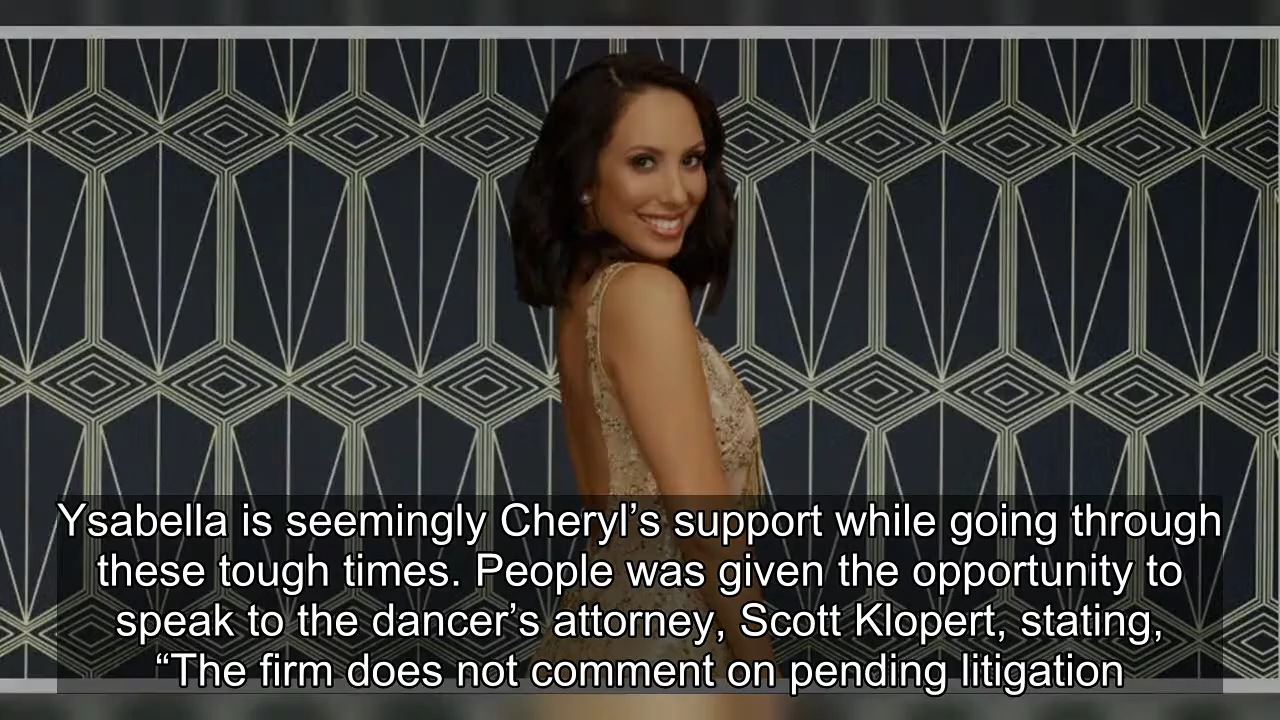 Ysabella is seemingly Cheryl’s support while going through
these tough times. People was given the opportunity to
speak to the dancer’s attorney, Scott Klopert, stating,
“The firm does not comment on pending litigation